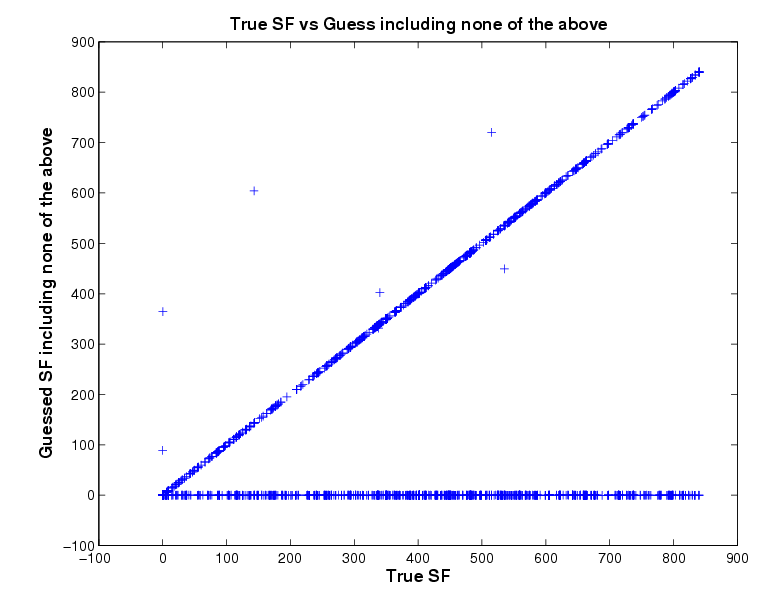 True SF vs Guess including none of the above
900
800
700
600
500
400
300
200
100
0
−100
Guessed SF including none of the above
−100 0 100 200 300 400 500 600 700 800 900
True SF